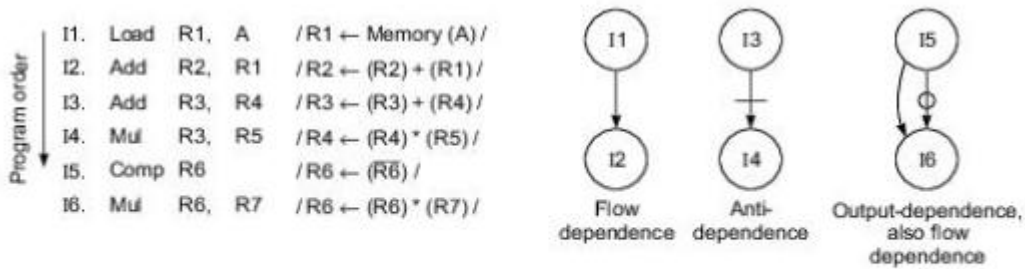 Program order
I1. Load R1, A /R1 ← Memory (A)/
I2. Add R2, R1 /R2 ← (R2) + (R1)/
I3. Add R3, R4 /R3 ← (R3) + (R4)/
I4. Mul R3, R5 /R4 ← (R4) * (R5)/
I5. Comp R6 /R6 ← (R̅6̅)/
I6. Mul R6, R7 /R6 ← (R6) * (R7)/
I1 I3 I5
I2 I4 I6
Flow dependence
Anti-dependence
Output-dependence,
also flow
dependence